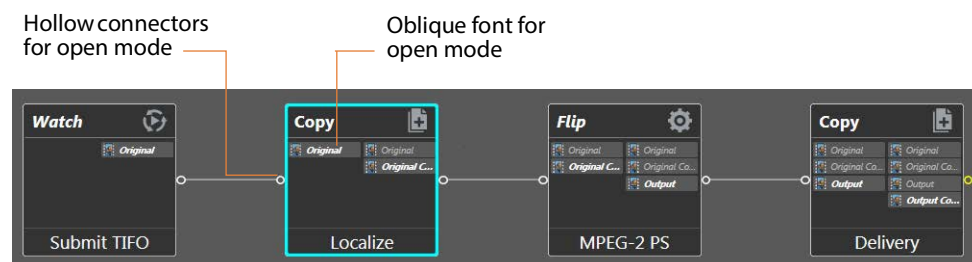 Hollow connectors
for open mode
Oblique font for
open mode
Watch
Original
Submit TIFO
Copy
Original
Original
Original C...
Localize
Flip
Original
Original
Original C...
Original Co...
Output
MPEG-2 PS
Copy
Original
Original
Original Ca...
Original Co...
Output
Output
Output Co...
Delivery